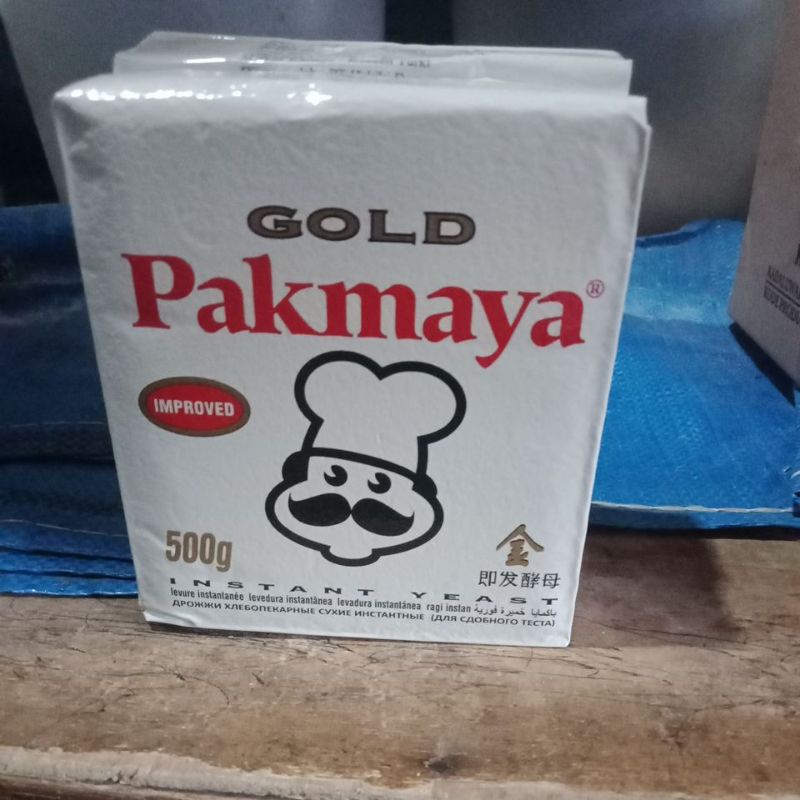 GOLD
Pakmaya®
IMPROVED
500g
金
即发酵母
INSTANT YEAST
levure instantanée levedura instantânea levadura instantánea ragi instan باكمايا خميرة فورية
ДРОЖЖИ ХЛЕБОПЕКАРНЫЕ СУХИЕ ИНСТАНТНЫЕ (ДЛЯ СДОБНОГО ТЕСТА)